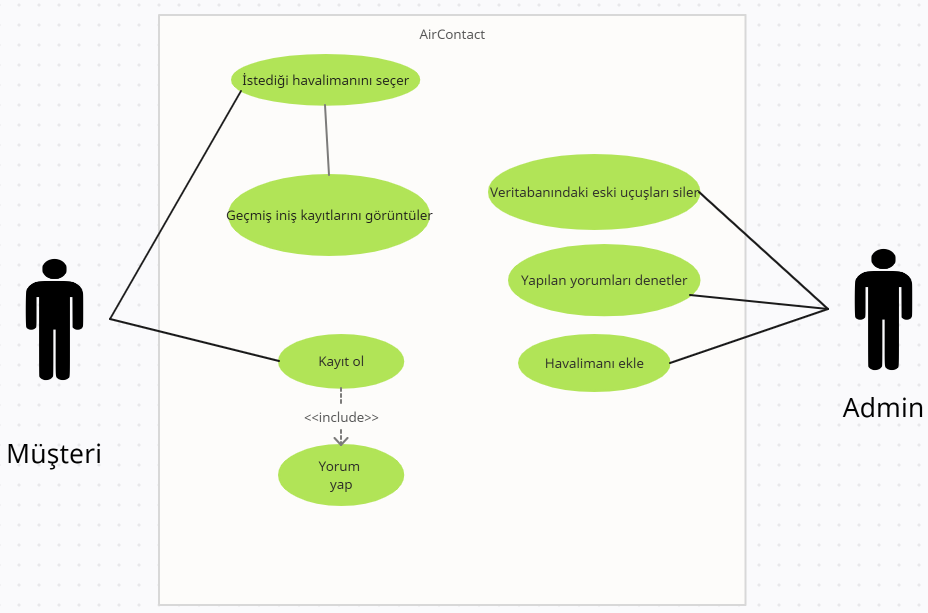 AirContact
İstediği havalimanını seçer
Geçmiş iniş kayıtlarını görüntüler
Kayıt ol
<<include>>
Yorum
yap
Veritabanındaki eski uçuşları siler
Yapılan yorumları denetler
Havalimanı ekle
Müşteri
Admin